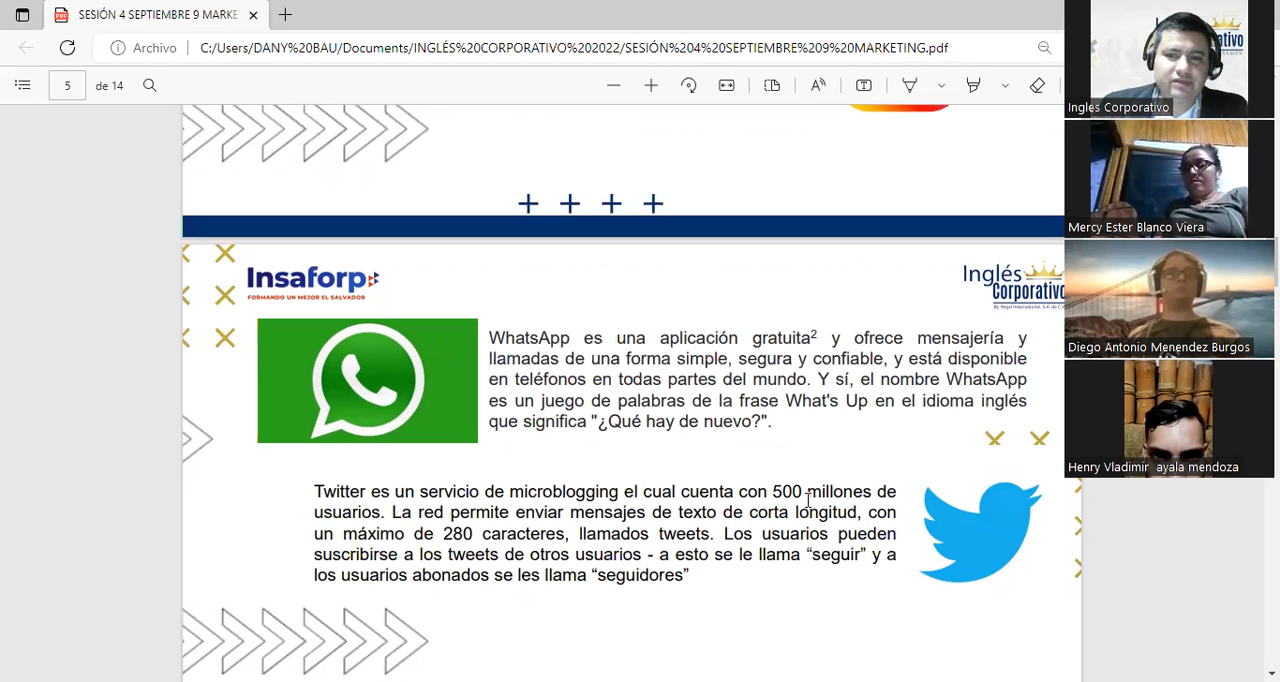 SESIÓN 4 SEPTIEMBRE 9 MARKE
Archivo
C:/Users/DANY%20BAU/Documents/INGLÉS%20CORPORATIVO%202022/SESIÓN%204%20SEPTIEMBRE%209%20MARKETING.pdf
5
de 14
Insaforp
FORMANDO UN MEJOR EL SALVADOR
Inglés
Corporativo
WhatsApp es una aplicación gratuita² y ofrece mensajería y
llamadas de una forma simple, segura y confiable, y está disponible
en teléfonos en todas partes del mundo. Y sí, el nombre WhatsApp
es un juego de palabras de la frase What's Up en el idioma inglés
que significa "¿Qué hay de nuevo?".
Twitter es un servicio de microblogging el cual cuenta con 500 millones de
usuarios. La red permite enviar mensajes de texto de corta longitud, con
un máximo de 280 caracteres, llamados tweets. Los usuarios pueden
suscribirse a los tweets de otros usuarios - a esto se le llama “seguir” y a
los usuarios abonados se les llama “seguidores”
Ingles Corporativo
Mercy Ester Blanco Viera
Diego Antonio Menendez Burgos
Henry Vladimir ayala mendoza